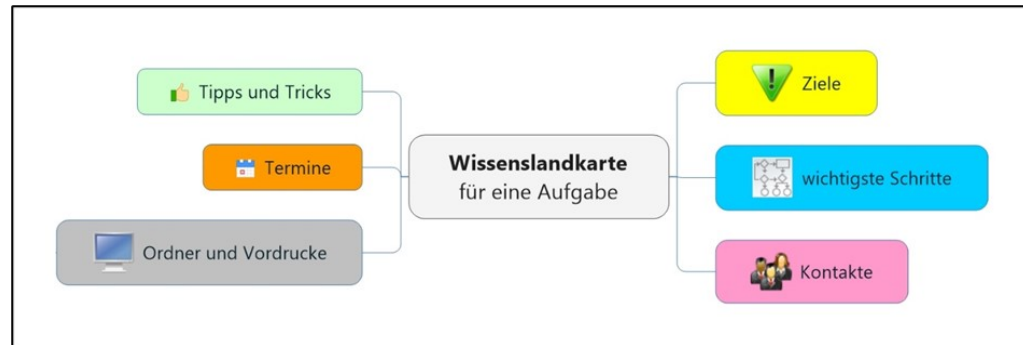 Wissenslandkarte
für eine Aufgabe
Ziele
wichtigste Schritte
Kontakte
Tipps und Tricks
Termine
Ordner und Vordrucke